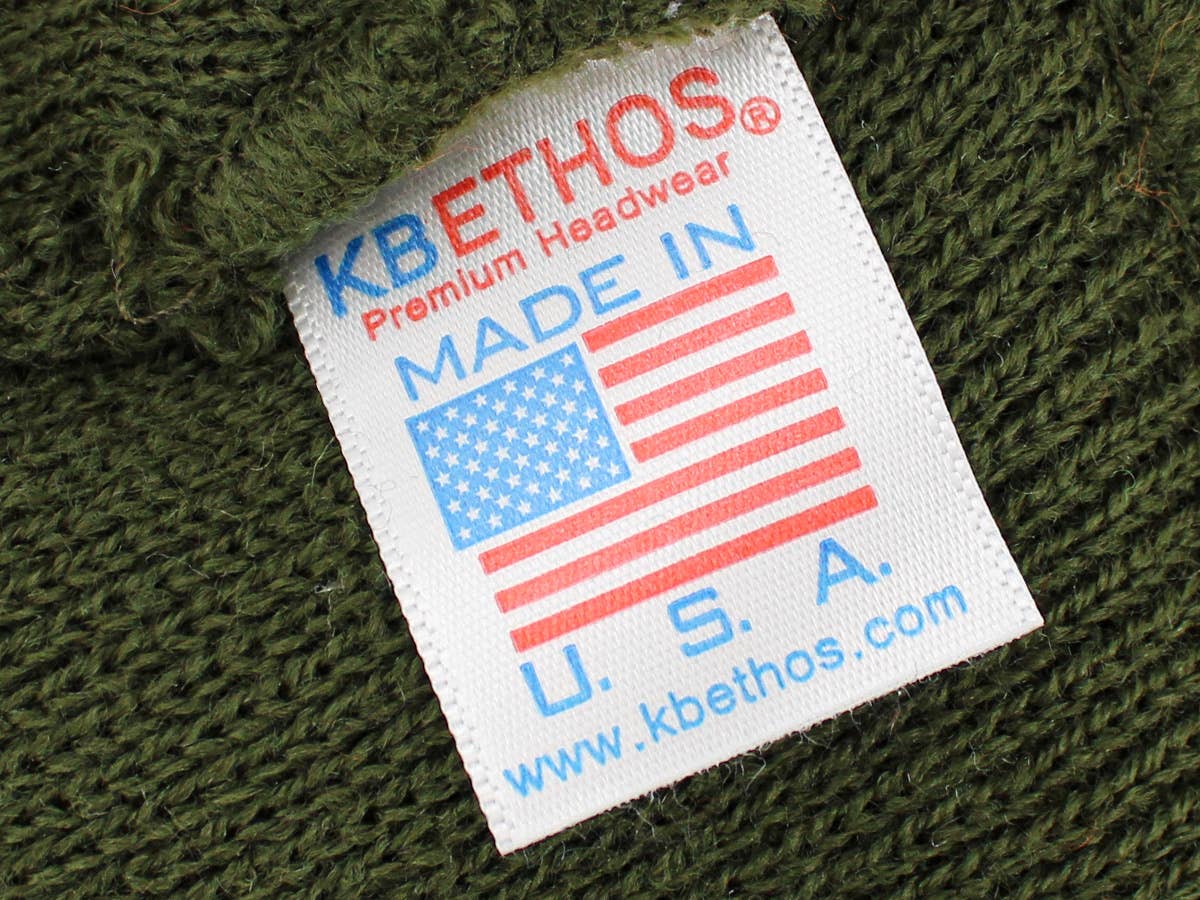 KBETHOS®
Premium Headwear
MADE IN
U. S. A.
www.kbethos.com